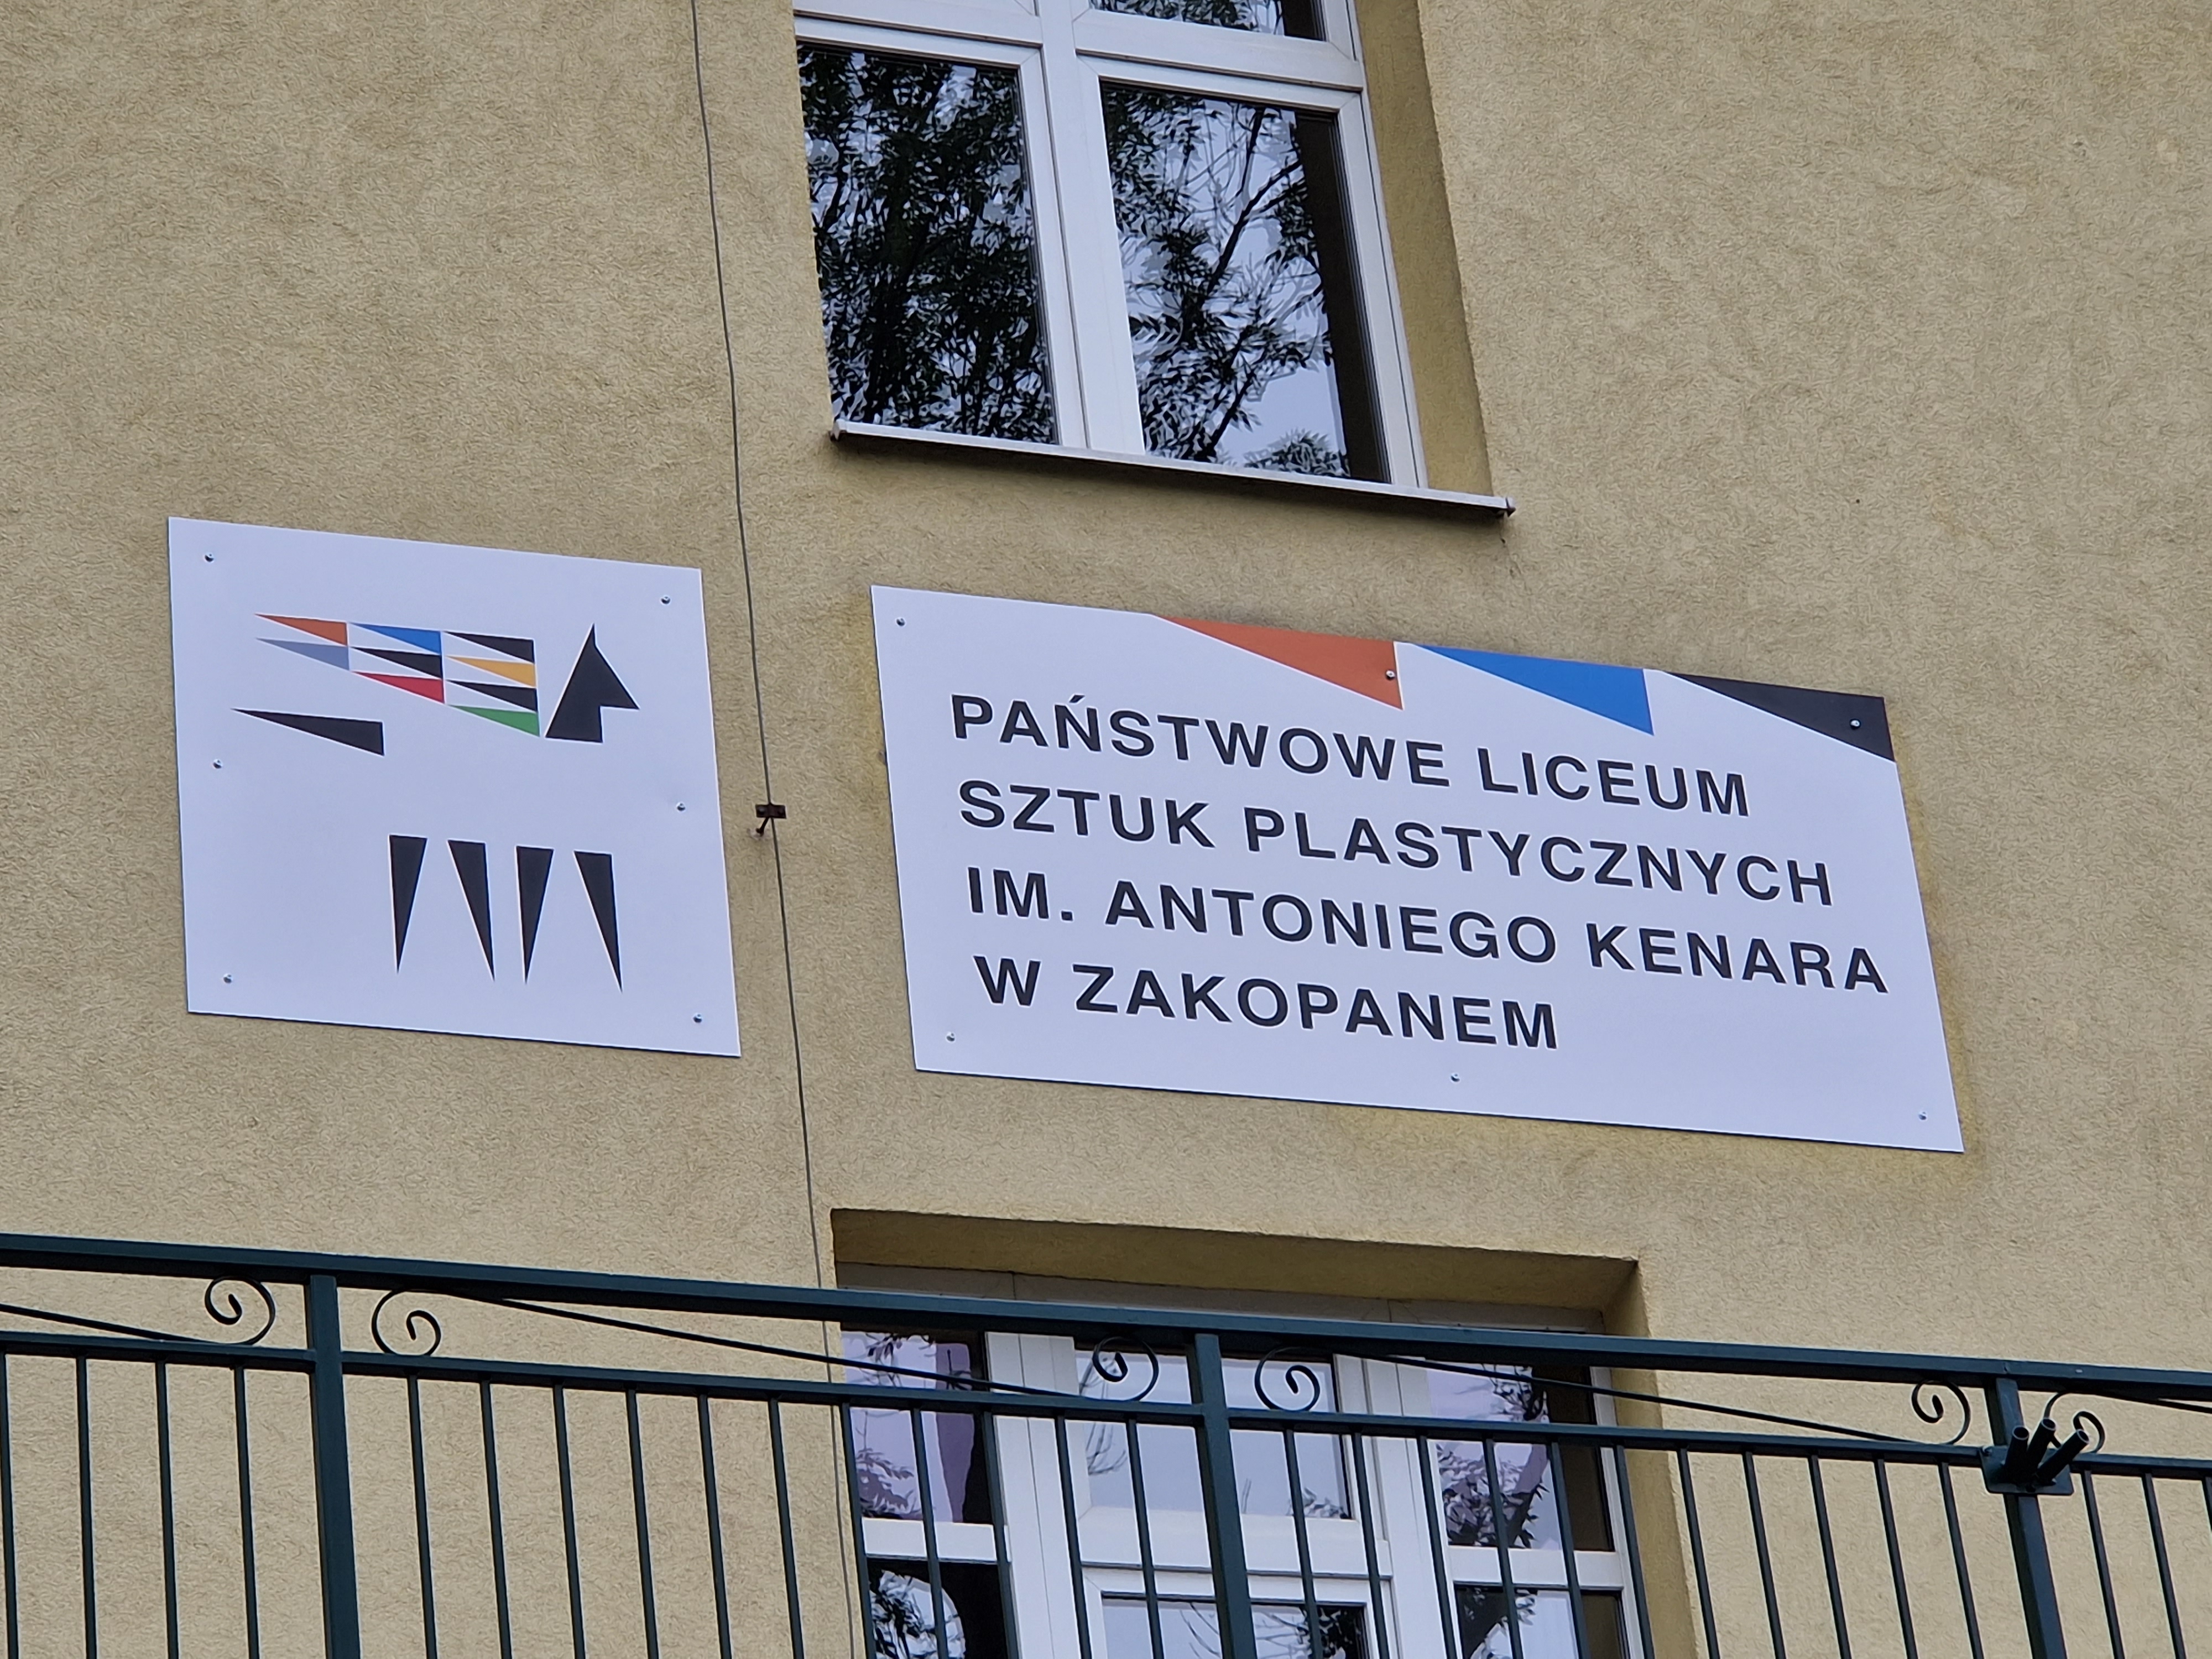 PAŃSTWOWE LICEUM
SZTUK PLASTYCZNYCH
IM. ANTONIEGO KENARA
W ZAKOPANEM